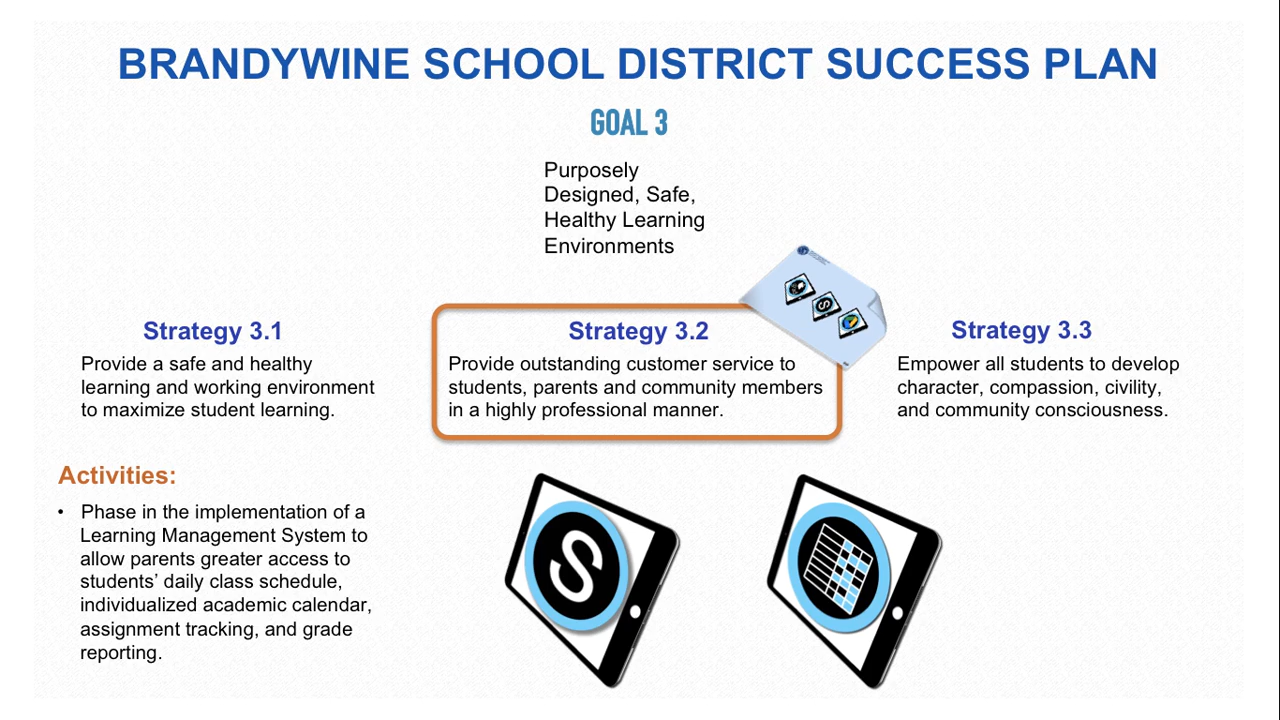 BRANDYWINE SCHOOL DISTRICT SUCCESS PLAN
GOAL 3
Purposely
Designed, Safe,
Healthy Learning
Environments
Strategy 3.1
Provide a safe and healthy
learning and working environment
to maximize student learning.
Strategy 3.2
Provide outstanding customer service to
students, parents and community members
in a highly professional manner.
Strategy 3.3
Empower all students to develop
character, compassion, civility,
and community consciousness.
Activities:
• Phase in the implementation of a
Learning Management System to
allow parents greater access to
students’ daily class schedule,
individualized academic calendar,
assignment tracking, and grade
reporting.
S
S